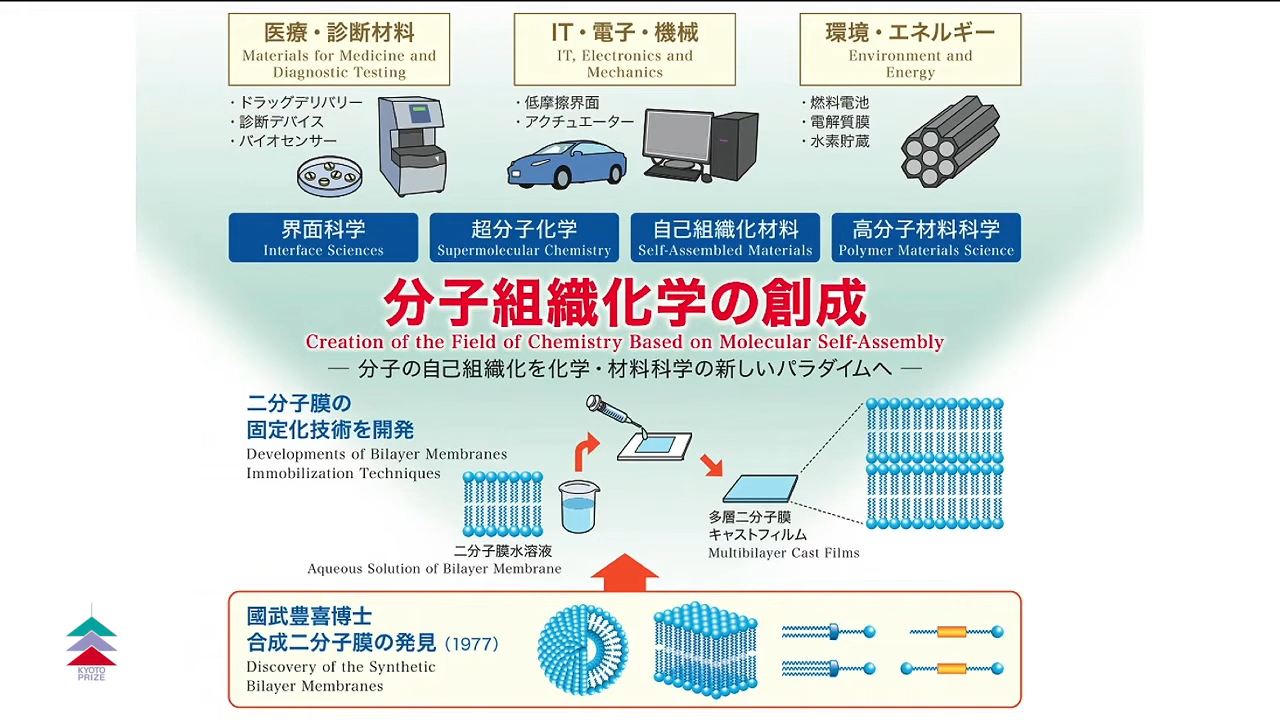 医療・診断材料
Materials for Medicine and
Diagnostic Testing
・ドラッグデリバリー
・診断デバイス
・バイオセンサー
IT・電子・機械
IT, Electronics and
Mechanics
・低摩擦界面
・アクチュエーター
環境・エネルギー
Environment and
Energy
・燃料電池
・電解質膜
・水素貯蔵
界面科学
Interface Sciences
超分子化学
Supermolecular Chemistry
自己組織化材料
Self-Assembled Materials
高分子材料科学
Polymer Materials Science
分子組織化学の創成
Creation of the Field of Chemistry Based on Molecular Self-Assembly
― 分子の自己組織化を化学・材料科学の新しいパラダイムへ ―
二分子膜の
固定化技術を開発
Developments of Bilayer Membranes
Immobilization Techniques
二分子膜水溶液
Aqueous Solution of Bilayer Membrane
多層二分子膜
キャストフィルム
Multibilayer Cast Films
國武豊喜博士
合成二分子膜の発見（1977）
Discovery of the Synthetic
Bilayer Membranes
KYOTO
PRIZE